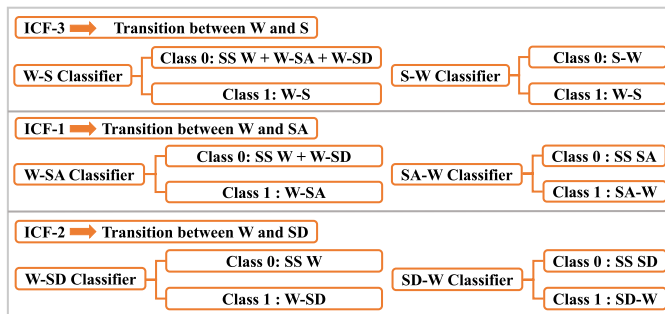 ICF-3 Transition between W and S
W-S Classifier
Class 0: SS W + W-SA + W-SD
Class 1: W-S
S-W Classifier
Class 0: S-W
Class 1: W-S
ICF-1 Transition between W and SA
W-SA Classifier
Class 0: SS W + W-SD
Class 1 : W-SA
SA-W Classifier
Class 0 : SS SA
Class 1 : SA-W
ICF-2 Transition between W and SD
W-SD Classifier
Class 0: SS W
Class 1 : W-SD
SD-W Classifier
Class 0 : SS SD
Class 1 : SD-W